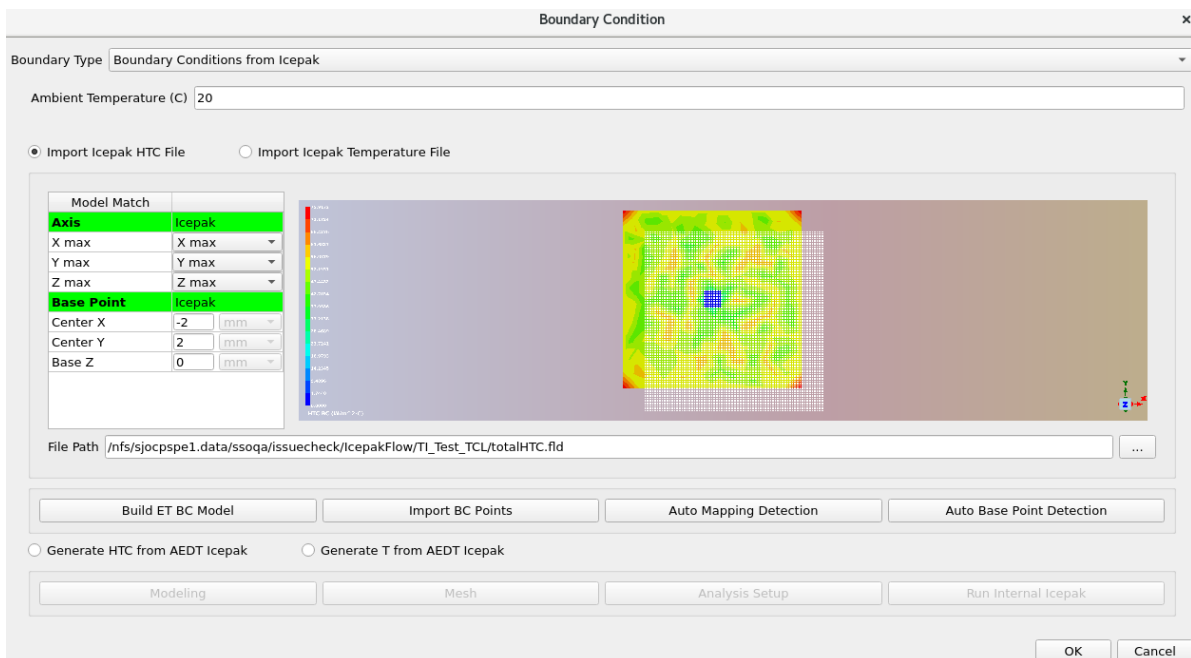 Boundary Condition
Boundary Type Boundary Conditions from Icepak
Ambient Temperature (C) 20
Import Icepak HTC File Import Icepak Temperature File
Model Match
Axis Icepak
X max X max
Y max Y max
Z max Z max
Base Point Icepak
Center X -2 mm
Center Y 2 mm
Base Z 0 mm
Y
Z
File Path /nfs/sjocpspe1.data/ssoqa/issuecheck/IcepakFlow/TI_Test_TCL/totalHTC.fld ...
Build ET BC Model Import BC Points Auto Mapping Detection Auto Base Point Detection
Generate HTC from AEDT Icepak Generate T from AEDT Icepak
Modeling Mesh Analysis Setup Run Internal Icepak
OK Cancel